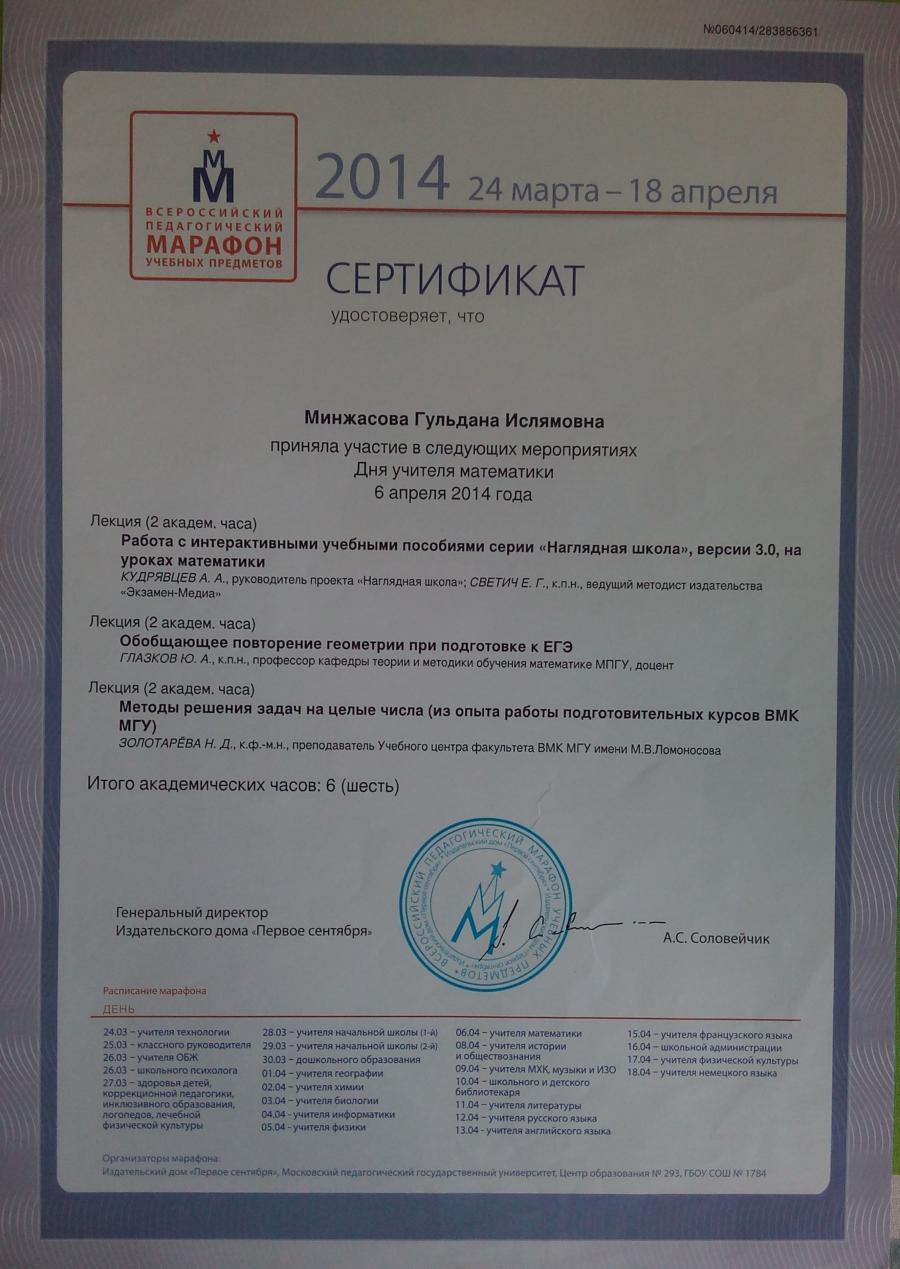 №060414/283886361
М
М
ВСЕРОССИЙСКИЙ
ПЕДАГОГИЧЕСКИЙ
МАРАФОН
УЧЕБНЫХ ПРЕДМЕТОВ
2014 24 марта – 18 апреля
СЕРТИФИКАТ
удостоверяет, что
Минжасова Гульдана Ислямовна
приняла участие в следующих мероприятиях
Дня учителя математики
6 апреля 2014 года
Лекция (2 академ. часа)
Работа с интерактивными учебными пособиями серии «Наглядная школа», версии 3.0, на
уроках математики
КУДРЯВЦЕВ А. А., руководитель проекта «Наглядная школа»; СВЕТИЧ Е. Г., к.п.н., ведущий методист издательства
«Экзамен-Медиа»
Лекция (2 академ. часа)
Обобщающее повторение геометрии при подготовке к ЕГЭ
ГЛАЗКОВ Ю. А., к.п.н., профессор кафедры теории и методики обучения математике МПГУ, доцент
Лекция (2 академ. часа)
Методы решения задач на целые числа (из опыта работы подготовительных курсов ВМК
МГУ)
ЗОЛОТАРЁВА Н. Д., к.ф.-м.н., преподаватель Учебного центра факультета ВМК МГУ имени М.В.Ломоносова
Итого академических часов: 6 (шесть)
ВСЕРОССИЙСКИЙ ПЕДАГОГИЧЕСКИЙ МАРАФОН УЧЕБНЫХ ПРЕДМЕТОВ*
Издательский дом «Первое сентября» * Издательский дом «Первое сентября» * Издательский дом «Первое сентября» *
Генеральный директор
Издательского дома «Первое сентября»
А.С. Соловейчик
Расписание марафона
ДЕНЬ
24.03 – учителя технологии
25.03 – классного руководителя
26.03 – учителя ОБЖ
26.03 – школьного психолога
27.03 – здоровья детей,
коррекционной педагогики,
инклюзивного образования,
логопедов, лечебной
физической культуры
28.03 – учителя начальной школы (1-й)
29.03 – учителя начальной школы (2-й)
30.03 – дошкольного образования
01.04 – учителя географии
02.04 – учителя химии
03.04 – учителя биологии
04.04 - учителя информатики
05.04 - учителя физики
06.04 – учителя математики
08.04 – учителя истории
и обществознания
09.04 – учителя МХК, музыки и ИЗО
10.04 – школьного и детского
библиотекаря
11.04 – учителя литературы
12.04 – учителя русского языка
13.04 - учителя английского языка
15.04 – учителя французского языка
16.04 – школьной администрации
17.04 – учителя физической культуры
18.04 – учителя немецкого языка
Организаторы марафона:
Издательский дом «Первое сентября», Московский педагогический государственный университет, Центр образования № 293, ГБОУ СОШ № 1784